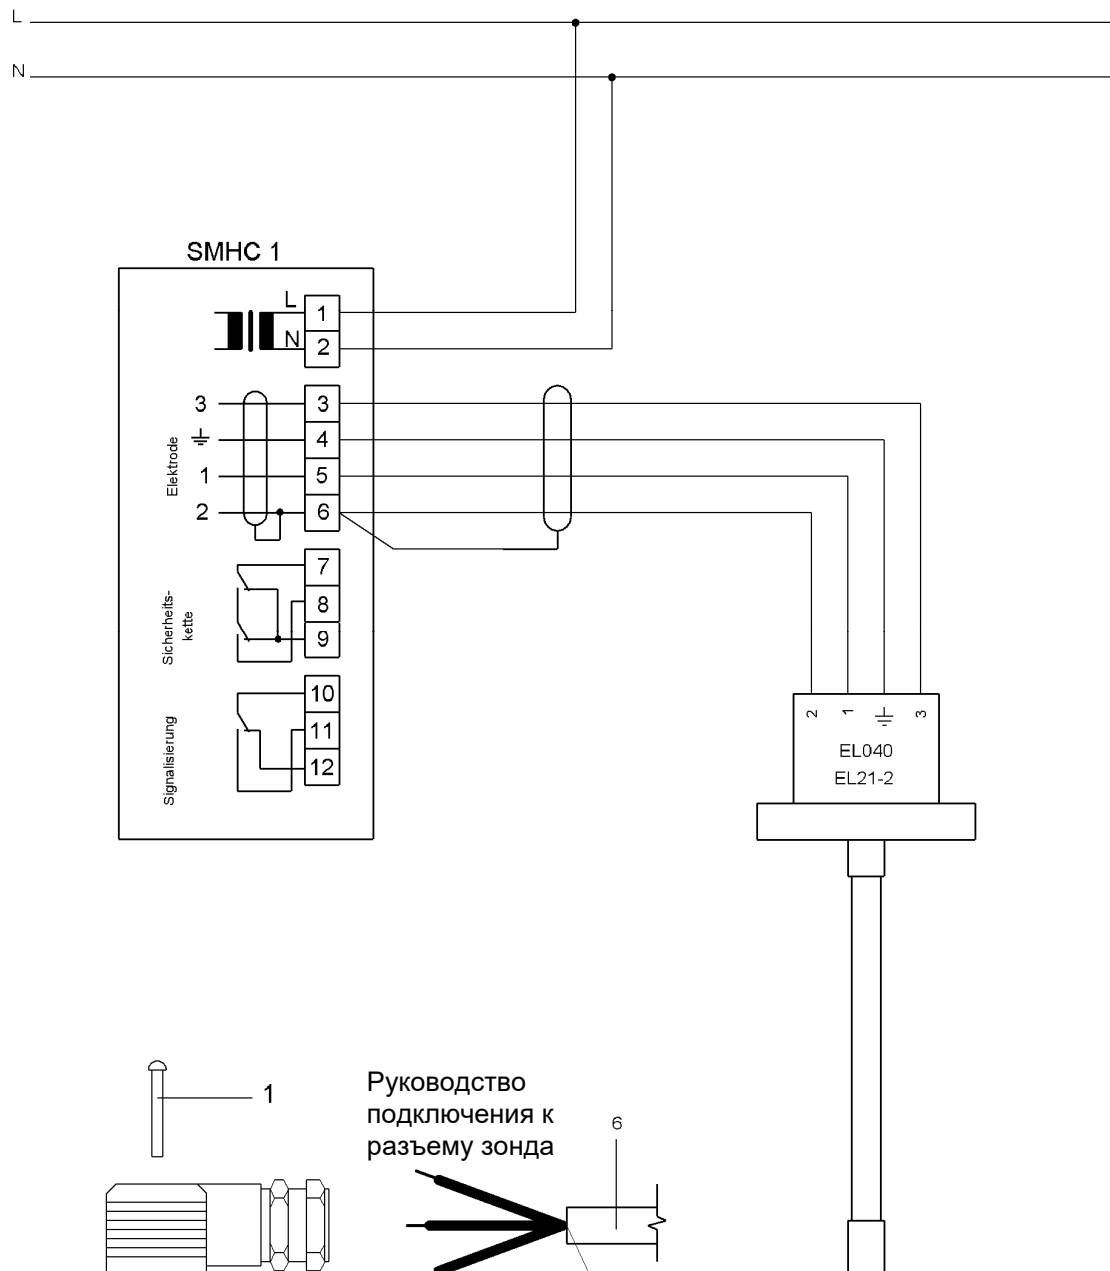 L
N
SMHC 1
L
1
N
2
3
3
4
1
5
2
6
Elektrode
7
8
9
Sicherheits-
kette
10
11
12
Signalisierung
2
1
3
EL040
EL21-2
1
Руководство
подключения к
разъему зонда
6